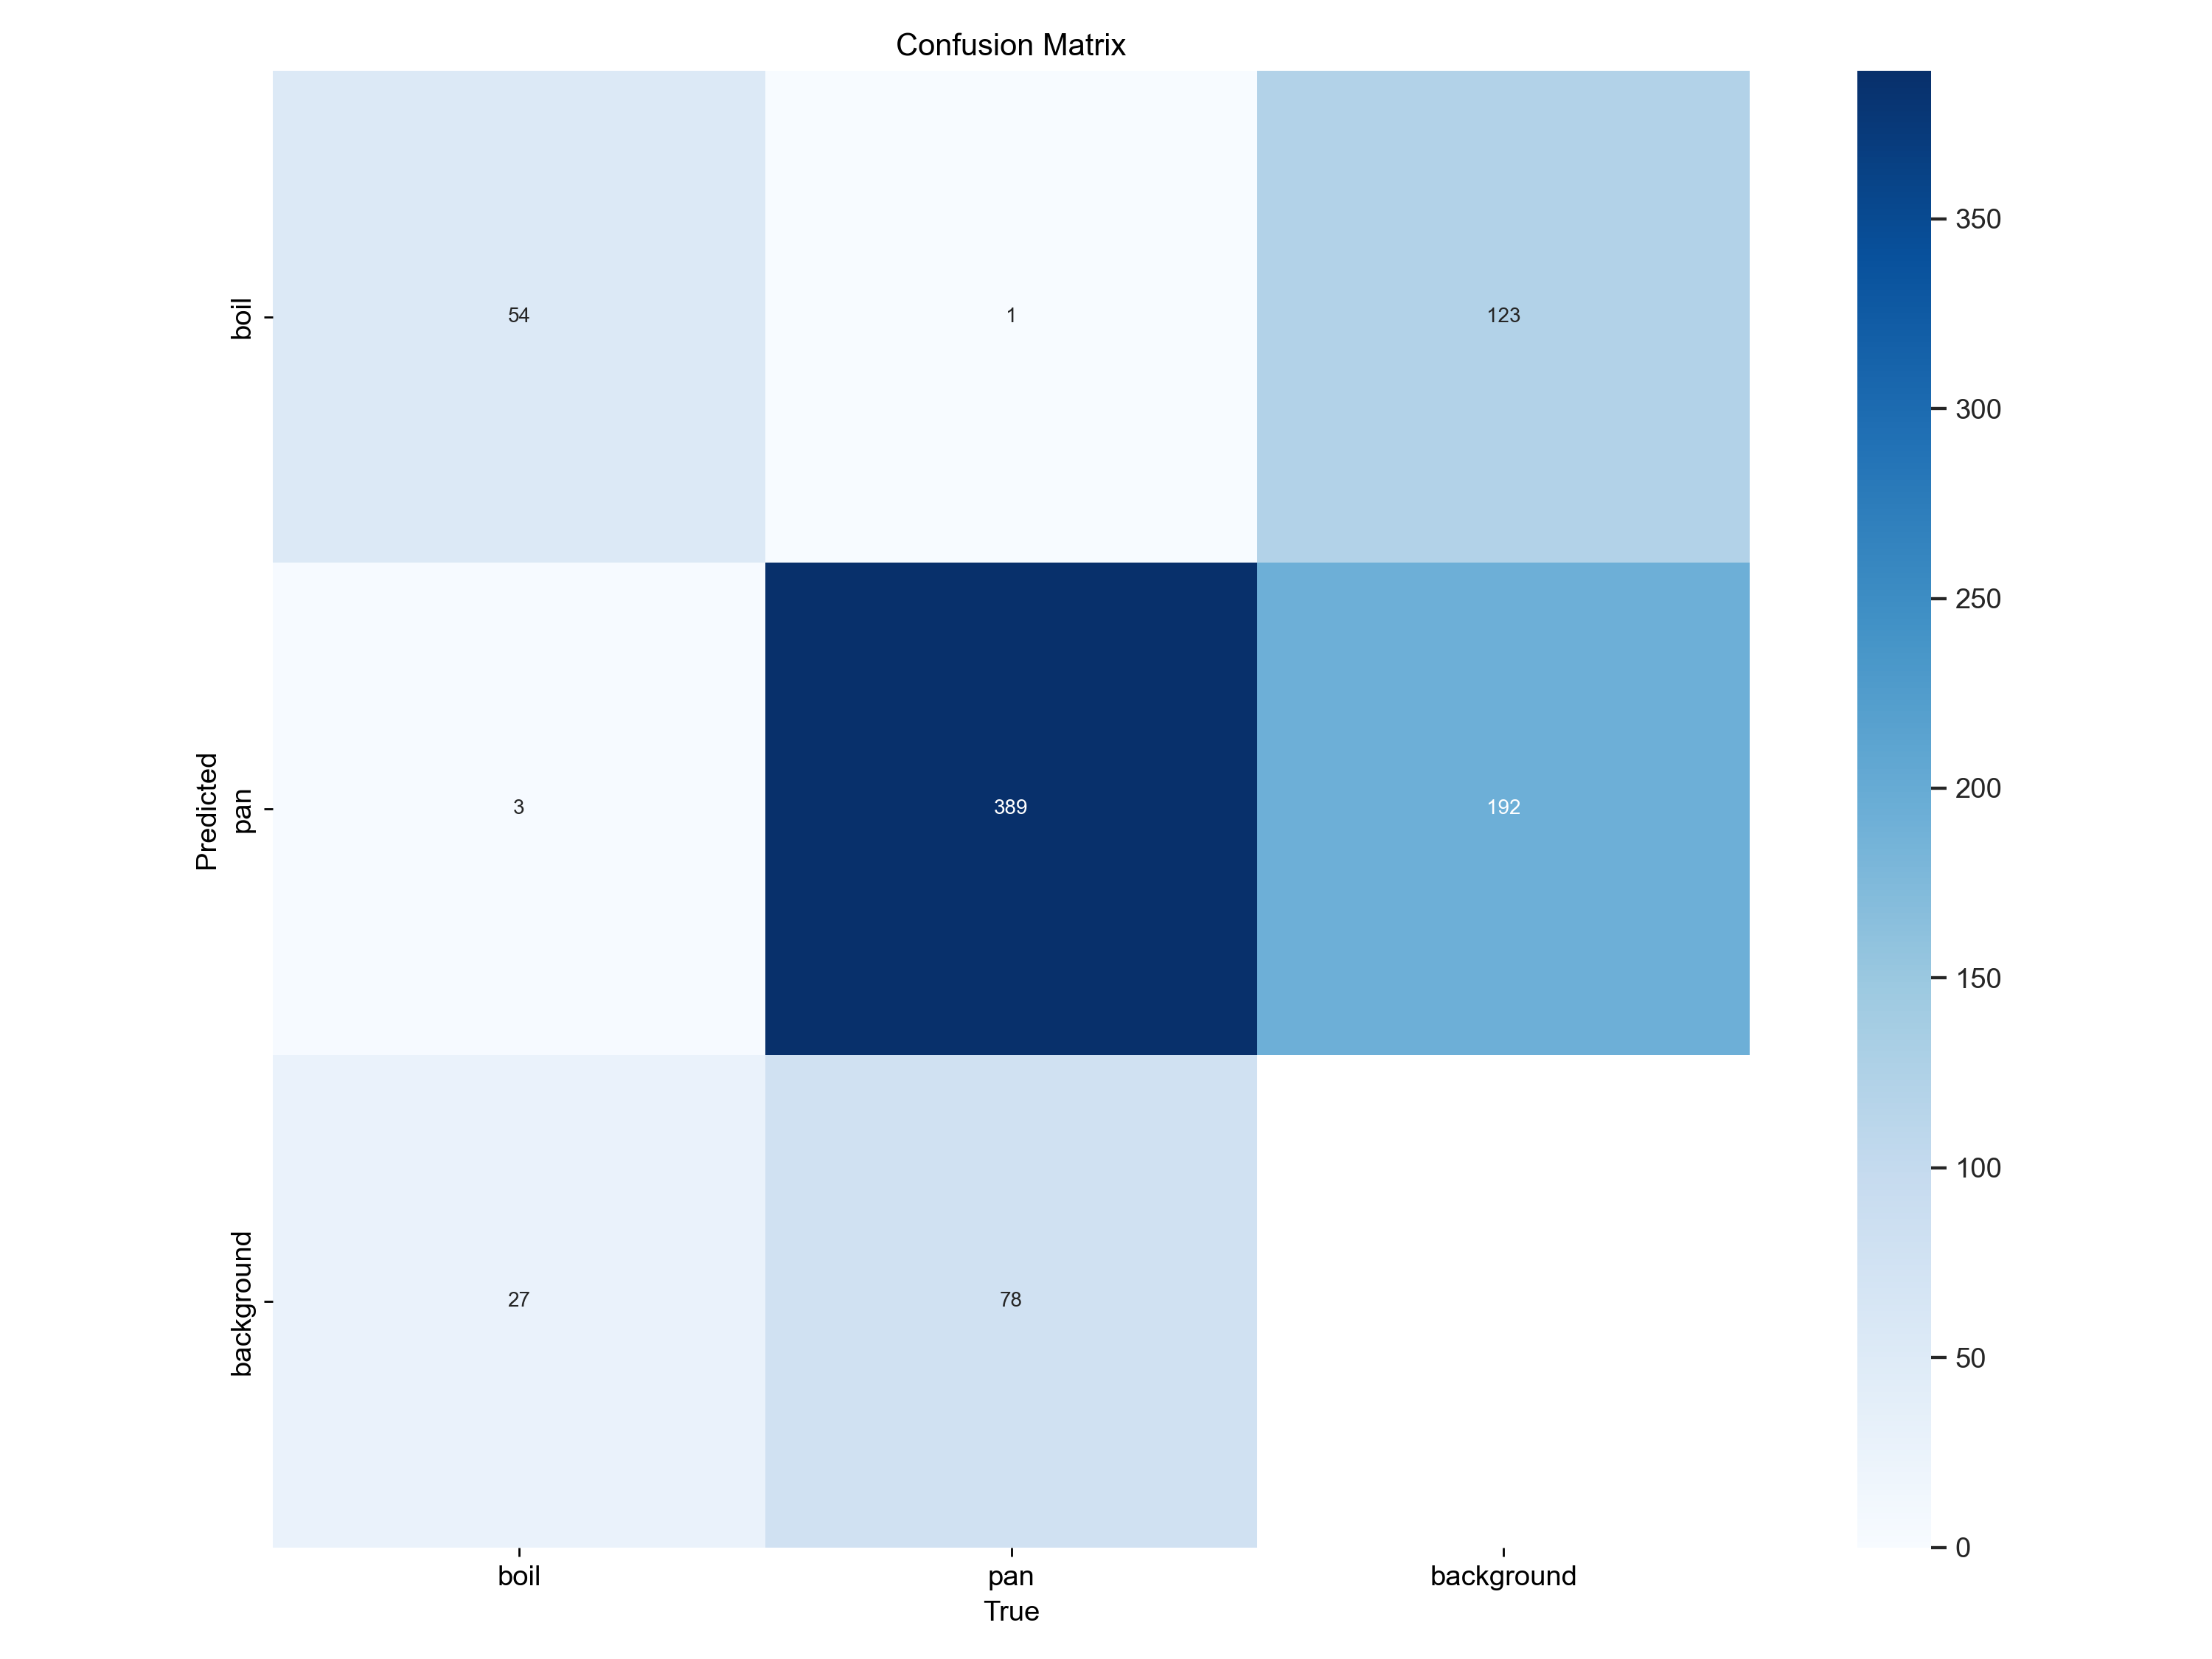 Confusion Matrix
Predicted
boil
54
1
123
pan
3
389
192
background
27
78
boil
pan
background
True
350
300
250
200
150
100
50
0